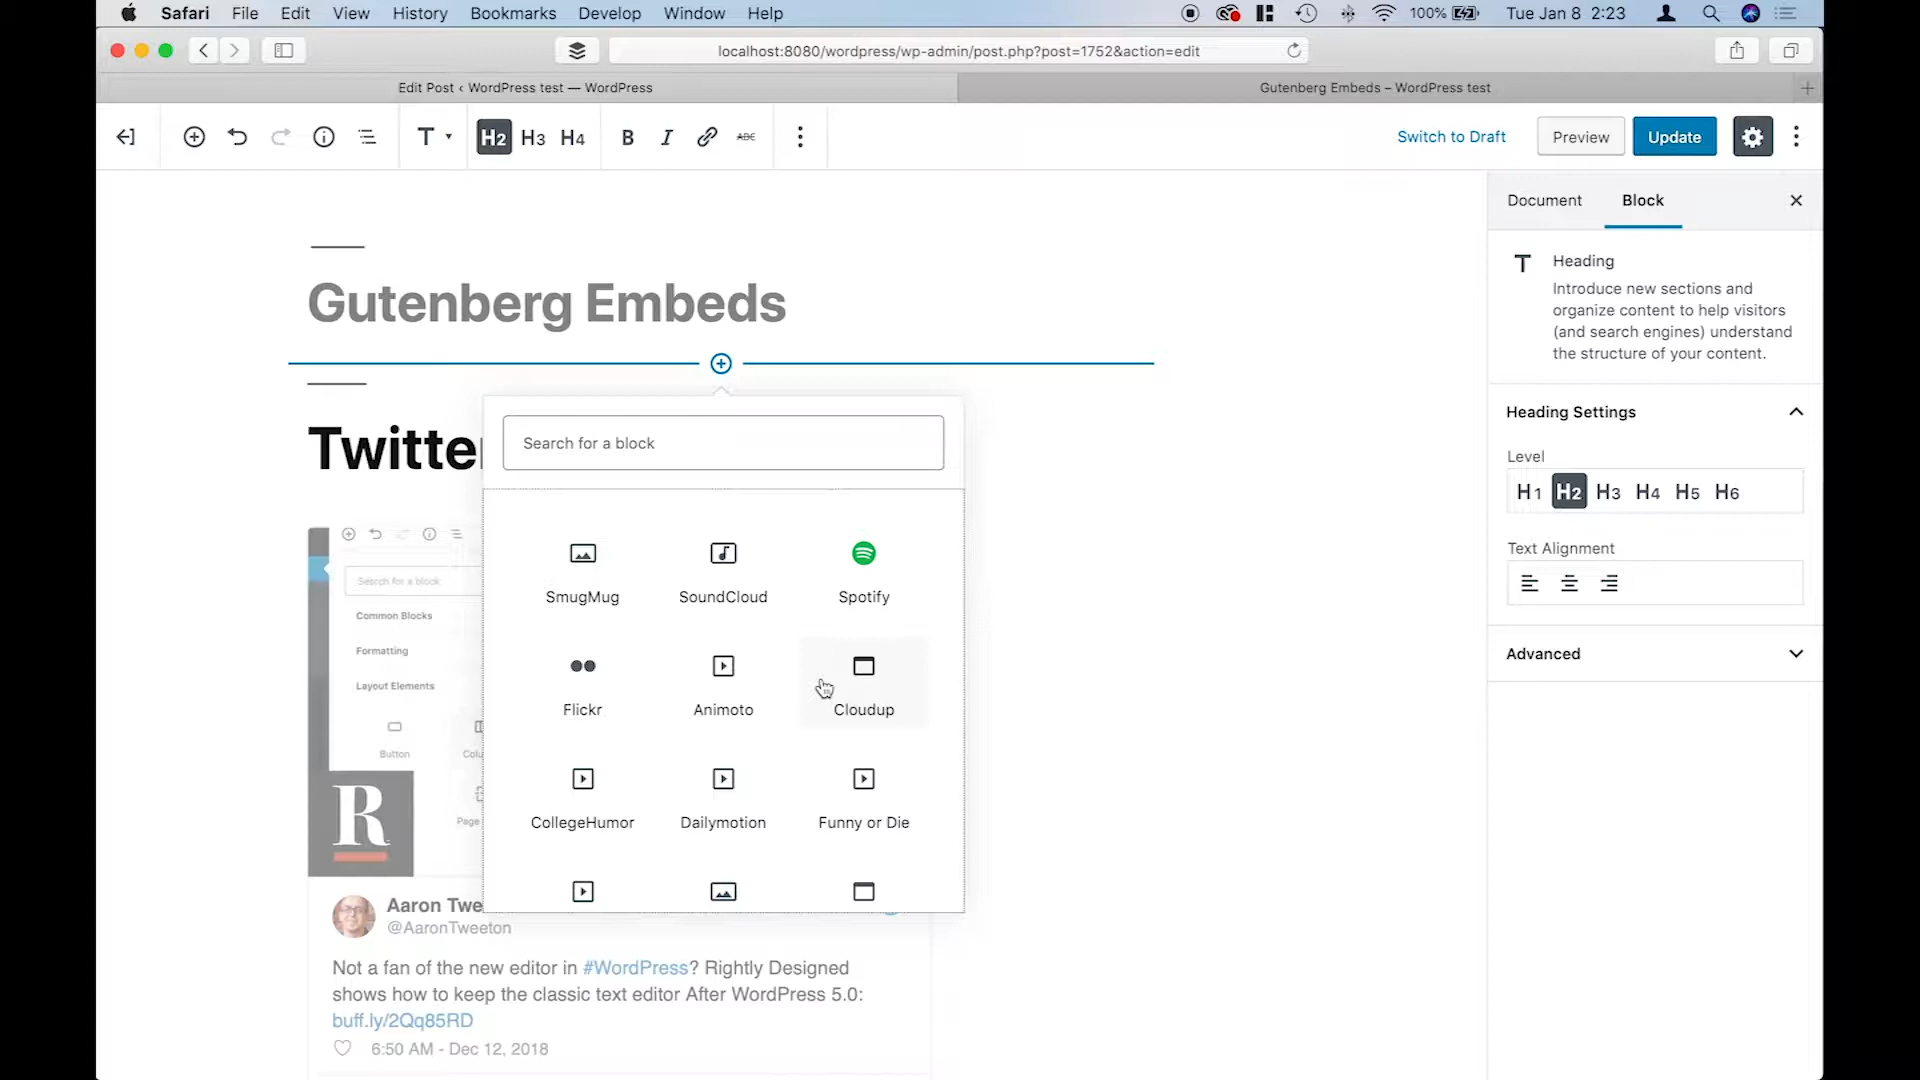 Safari File Edit View History Bookmarks Develop Window Help 100% Tue Jan 8 2:23
localhost:8080/wordpress/wp-admin/post.php?post=1752&action=edit
Edit Post ‹ WordPress test — WordPress
Gutenberg Embeds – WordPress test
T H2 H3 H4 B I ABC
Switch to Draft Preview Update
Document Block
Gutenberg Embeds
T Heading
Introduce new sections and
organize content to help visitors
(and search engines) understand
the structure of your content.
Heading Settings
Level
H1 H2 H3 H4 H5 H6
Text Alignment
Advanced
Twitte
Search for a block
SmugMug SoundCloud Spotify
Flickr Animoto Cloudup
CollegeHumor Dailymotion Funny or Die
Search for a block
Common Blocks
Formatting
Layout Elements
Button Colu
Page
R
Aaron Twe
@AaronTweeton
Not a fan of the new editor in #WordPress? Rightly Designed
shows how to keep the classic text editor After WordPress 5.0:
buff.ly/2Qq85RD
6:50 AM - Dec 12, 2018